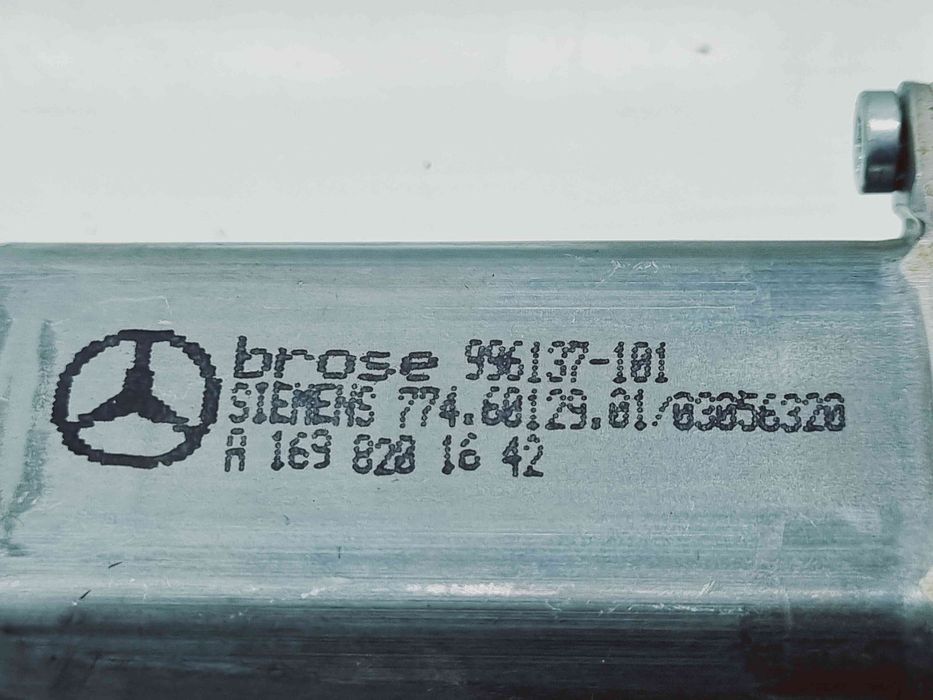 brose 996137-101
SIEMENS 774.60129.01/03056320
A 169 820 16 42